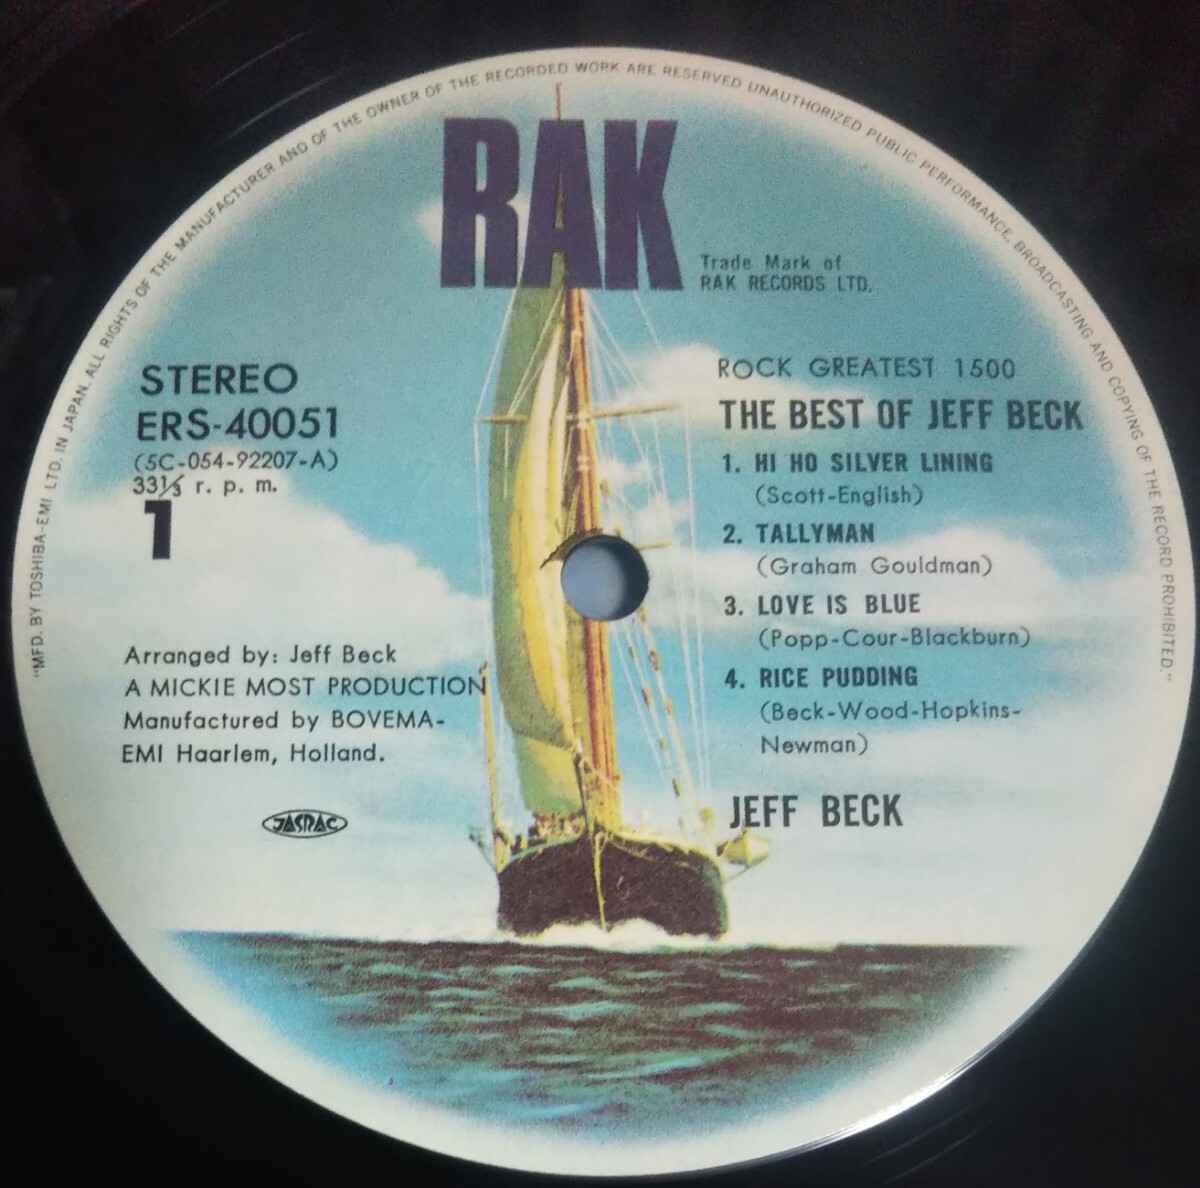 "MFD. BY TOSHIBA-EMI LTD. IN JAPAN. ALL RIGHTS OF THE MANUFACTURER AND OF THE OWNER OF THE RECORDED WORK ARE RESERVED UNAUTHORIZED PUBLIC PERFORMANCE, BROADCASTING AND COPYING OF THE RECORD PROHIBITED."
RAK
Trade Mark of
RAK RECORDS LTD.
STEREO
ERS-40051
(5C-054-92207-A)
33⅓ r. p. m.
1
ROCK GREATEST 1500
THE BEST OF JEFF BECK
1. HI HO SILVER LINING
(Scott-English)
2. TALLYMAN
(Graham Gouldman)
3. LOVE IS BLUE
(Popp-Cour-Blackburn)
4. RICE PUDDING
(Beck-Wood-Hopkins-
Newman)
JEFF BECK
Arranged by: Jeff Beck
A MICKIE MOST PRODUCTION
Manufactured by BOVEMA-
EMI Haarlem, Holland.
JASRAC